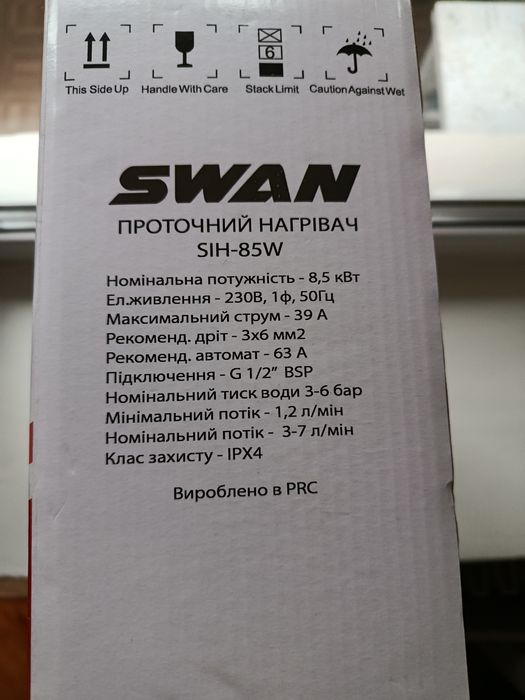 6
This Side Up Handle With Care Stack Limit Caution Against Wet
SWAN
ПРОТОЧНИЙ НАГРІВАЧ
SIH-85W
Номінальна потужність - 8,5 кВт
Ел.живлення - 230В, 1ф, 50Гц
Максимальний струм - 39 А
Рекоменд. дріт - 3х6 мм2
Рекоменд. автомат - 63 А
Підключення - G 1/2” BSP
Номінальний тиск води 3-6 бар
Мінімальний потік - 1,2 л/мін
Номінальний потік - 3-7 л/мін
Клас захисту - IPX4
Вироблено в PRC